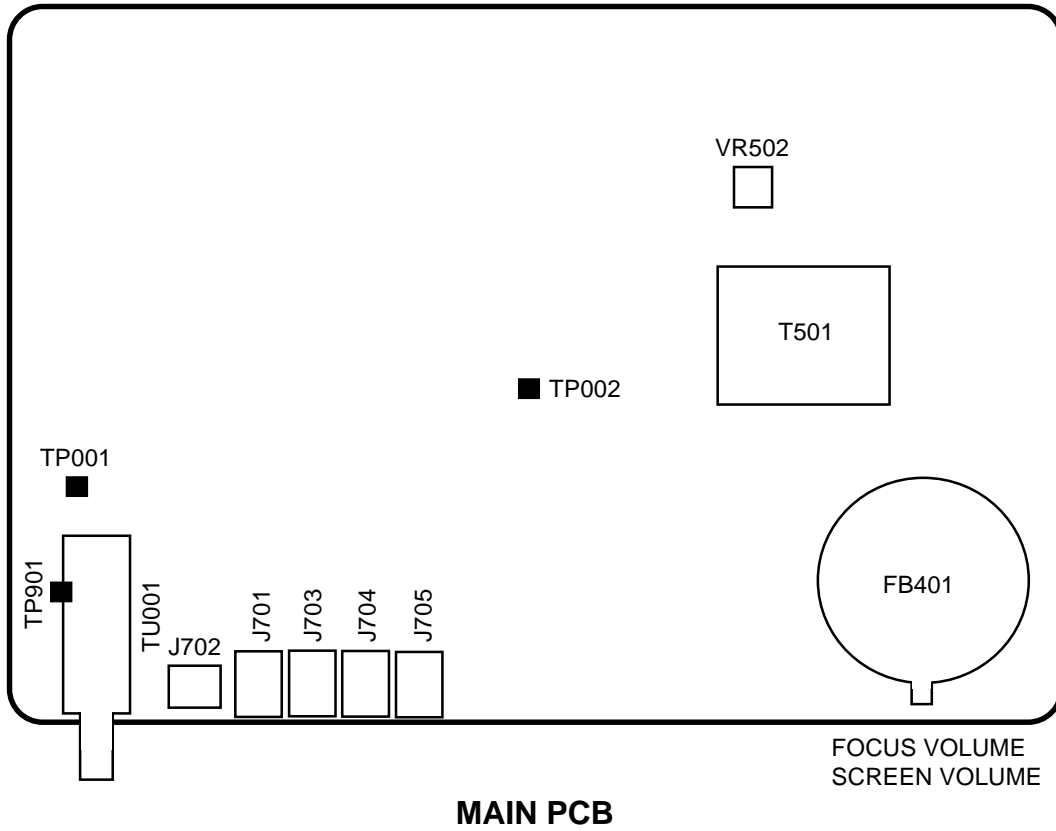 VR502
T501
TP002
TP001
TP901
TU001
J702
J701
J703
J704
J705
FB401
FOCUS VOLUME
SCREEN VOLUME
MAIN PCB